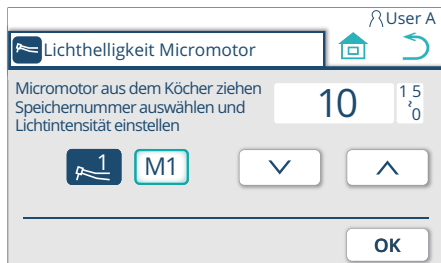 User A
Lichthelligkeit Micromotor
Micromotor aus dem Köcher ziehen
Speichernummer auswählen und
Lichtintensität einstellen
10
1 5
~
0
1
M1
OK